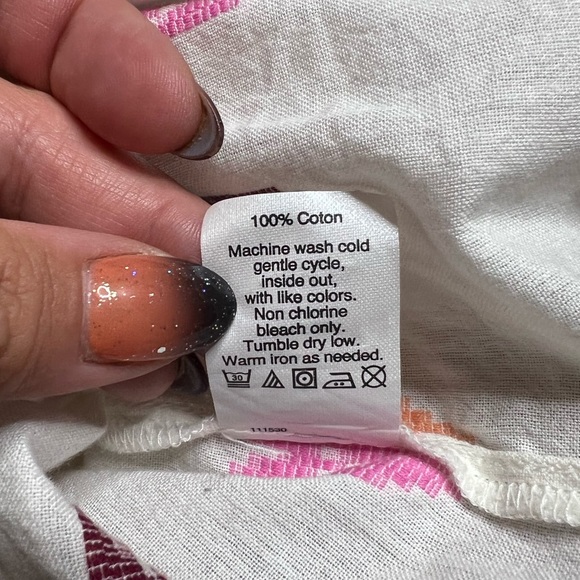 100% Coton
Machine wash cold
gentle cycle,
inside out,
with like colors.
Non chlorine
bleach only.
Tumble dry low.
Warm iron as needed.
30
111530